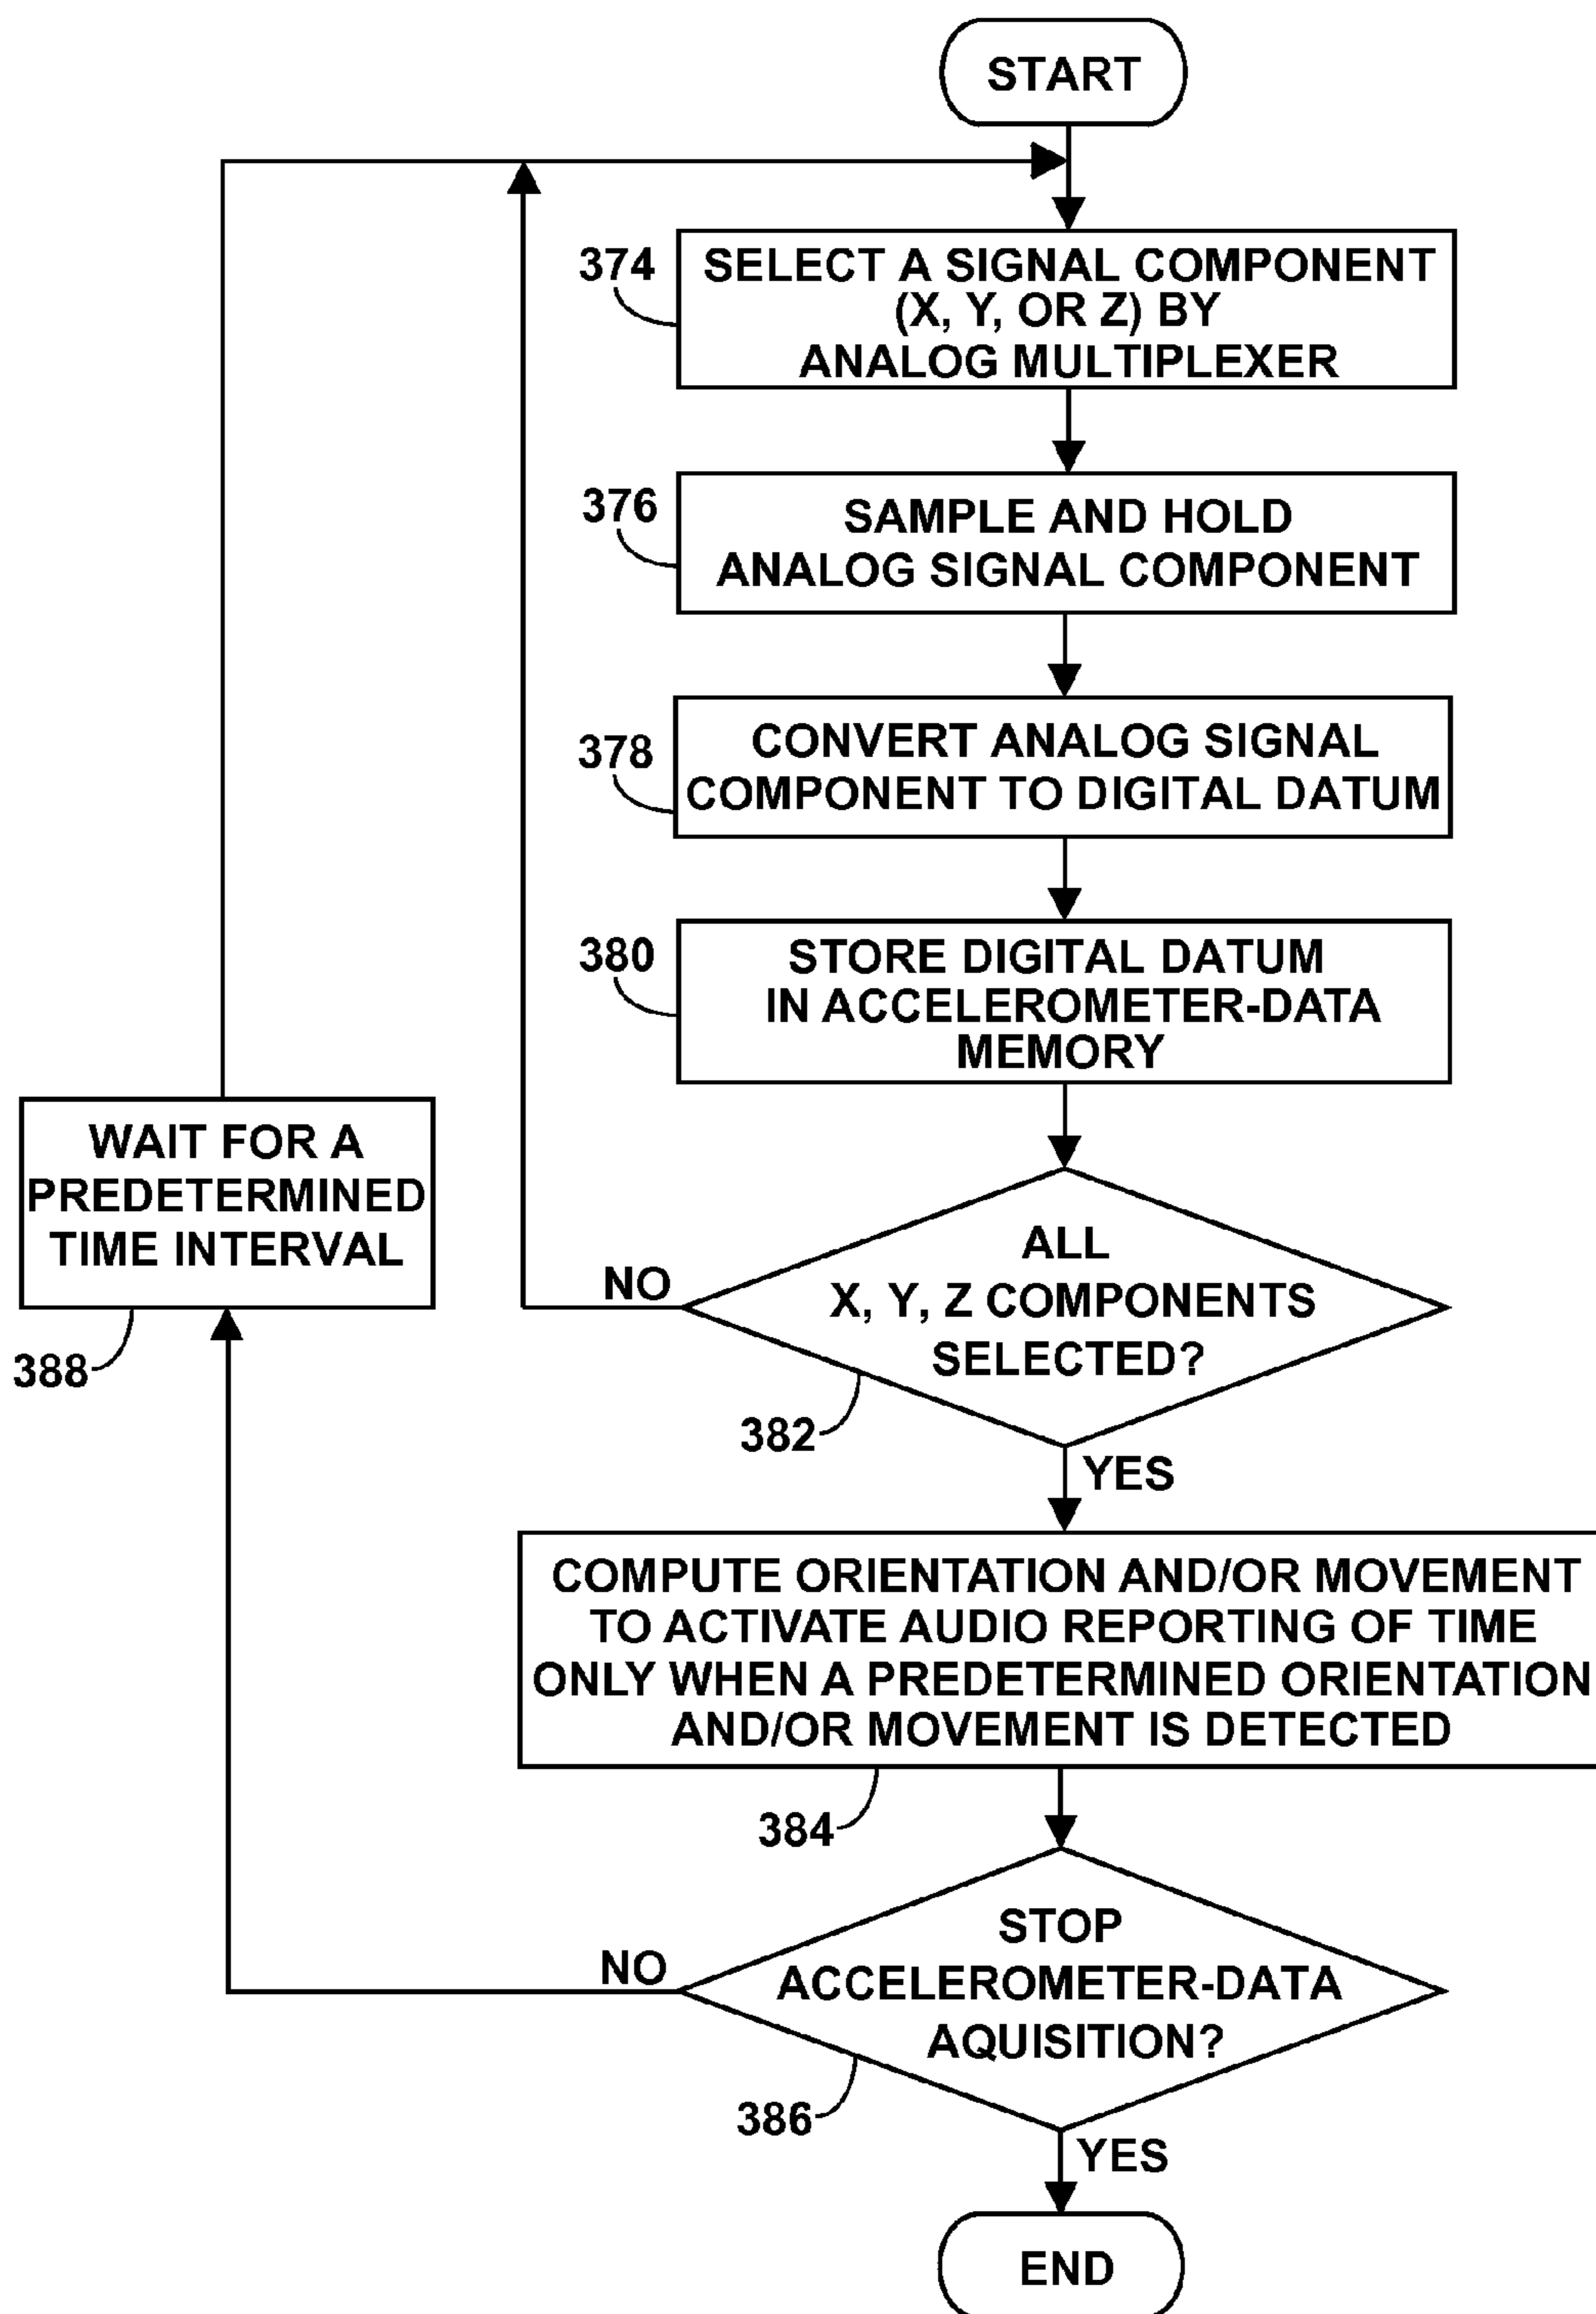 START
374
SELECT A SIGNAL COMPONENT
(X, Y, OR Z) BY
ANALOG MULTIPLEXER
376
SAMPLE AND HOLD
ANALOG SIGNAL COMPONENT
378
CONVERT ANALOG SIGNAL
COMPONENT TO DIGITAL DATUM
380
STORE DIGITAL DATUM
IN ACCELEROMETER-DATA
MEMORY
WAIT FOR A
PREDETERMINED
TIME INTERVAL
388
ALL
X, Y, Z COMPONENTS
SELECTED?
NO
382
YES
COMPUTE ORIENTATION AND/OR MOVEMENT
TO ACTIVATE AUDIO REPORTING OF TIME
ONLY WHEN A PREDETERMINED ORIENTATION
AND/OR MOVEMENT IS DETECTED
384
STOP
ACCELEROMETER-DATA
AQUISITION?
NO
386
YES
END